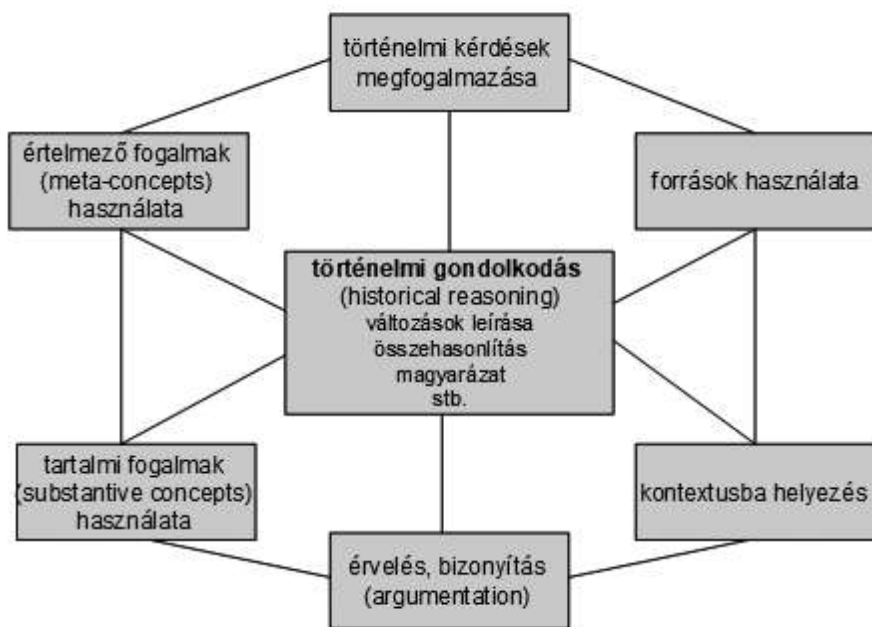 történelmi kérdések
megfogalmazása
értelmező fogalmak
(meta-concepts)
használata
források használata
történelmi gondolkodás
(historical reasoning)
változások leírása
összehasonlítás
magyarázat
stb.
tartalmi fogalmak
(substantive concepts)
használata
kontextusba helyezés
érvelés, bizonyítás
(argumentation)